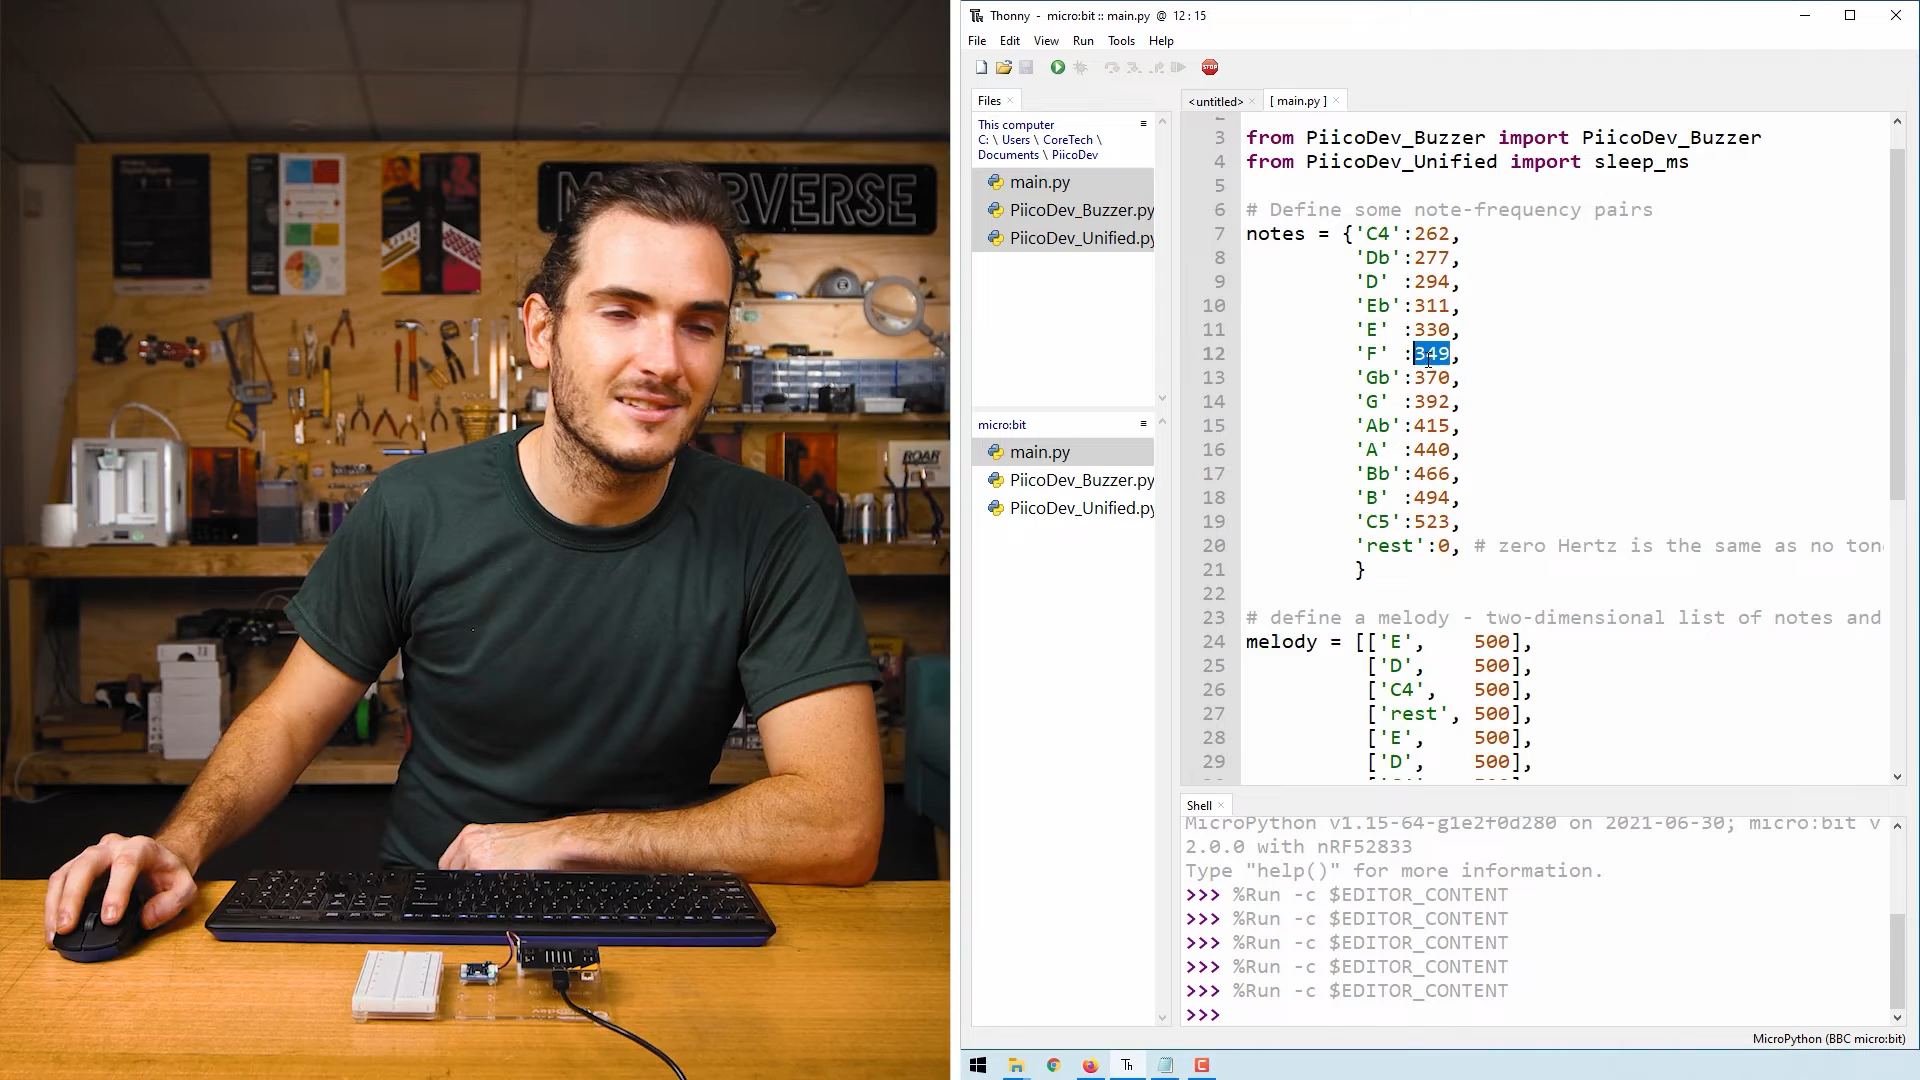 M  ERVERSE
ROAR
Thonny - micro:bit :: main.py @ 12 : 15
File Edit View Run Tools Help
STOP
Files
<untitled>
[ main.py ]
This computer
C: \ Users \ CoreTech \
Documents \ PiicoDev
main.py
PiicoDev_Buzzer.py
PiicoDev_Unified.py
micro:bit
main.py
PiicoDev_Buzzer.py
PiicoDev_Unified.py
3 from PiicoDev_Buzzer import PiicoDev_Buzzer
4 from PiicoDev_Unified import sleep_ms
5
6 # Define some note-frequency pairs
7 notes = {'C4':262,
8 'Db':277,
9 'D' :294,
10 'Eb':311,
11 'E' :330,
12 'F' :349,
13 'Gb':370,
14 'G' :392,
15 'Ab':415,
16 'A' :440,
17 'Bb':466,
18 'B' :494,
19 'C5':523,
20 'rest':0, # zero Hertz is the same as no ton
21 }
22
23 # define a melody - two-dimensional list of notes and
24 melody = [['E', 500],
25 ['D', 500],
26 ['C4', 500],
27 ['rest', 500],
28 ['E', 500],
29 ['D', 500],
Shell
MicroPython v1.15-64-g1e2f0d280 on 2021-06-30; micro:bit v
2.0.0 with nRF52833
Type "help()" for more information.
>>> %Run -c $EDITOR_CONTENT
>>> %Run -c $EDITOR_CONTENT
>>> %Run -c $EDITOR_CONTENT
>>> %Run -c $EDITOR_CONTENT
>>> %Run -c $EDITOR_CONTENT
>>>
MicroPython (BBC micro:bit)